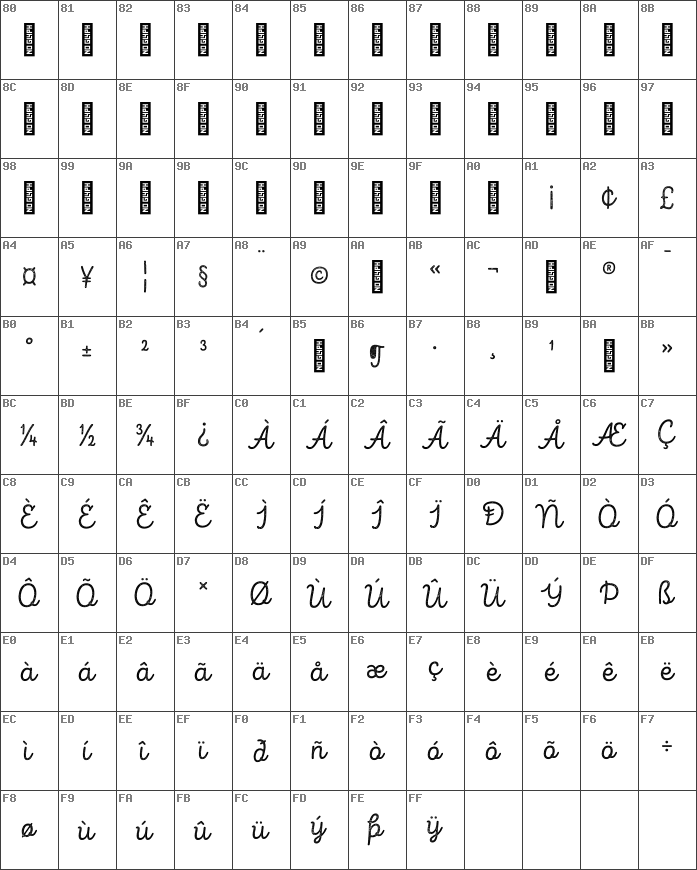 80 81 82 83 84 85 86 87 88 89 8A 8B
NO GLYPH NO GLYPH NO GLYPH NO GLYPH NO GLYPH NO GLYPH NO GLYPH NO GLYPH NO GLYPH NO GLYPH NO GLYPH NO GLYPH
8C 8D 8E 8F 90 91 92 93 94 95 96 97
NO GLYPH NO GLYPH NO GLYPH NO GLYPH NO GLYPH NO GLYPH NO GLYPH NO GLYPH NO GLYPH NO GLYPH NO GLYPH NO GLYPH
98 99 9A 9B 9C 9D 9E 9F A0 A1 A2 A3
NO GLYPH NO GLYPH NO GLYPH NO GLYPH NO GLYPH NO GLYPH NO GLYPH NO GLYPH NO GLYPH ¡ ¢ £
A4 A5 A6 A7 A8 A9 AA AB AC AD AE AF
¤ ¥ ¦ § ¨ © NO GLYPH « ¬ NO GLYPH ® ¯
B0 B1 B2 B3 B4 B5 B6 B7 B8 B9 BA BB
° ± ² ³ ´ NO GLYPH ¶ · ¸ ¹ NO GLYPH »
BC BD BE BF C0 C1 C2 C3 C4 C5 C6 C7
¼ ½ ¾ ¿ À Á Â Ã Ä Å Æ Ç
C8 C9 CA CB CC CD CE CF D0 D1 D2 D3
È É Ê Ë Ì Í Î Ï Ð Ñ Ò Ó
D4 D5 D6 D7 D8 D9 DA DB DC DD DE DF
Ô Õ Ö × Ø Ù Ú Û Ü Ý Þ ß
E0 E1 E2 E3 E4 E5 E6 E7 E8 E9 EA EB
à á â ã ä å æ ç è é ê ë
EC ED EE EF F0 F1 F2 F3 F4 F5 F6 F7
ì í î ï ð ñ ò ó ô õ ö ÷
F8 F9 FA FB FC FD FE FF
ø ù ú û ü ý þ ÿ